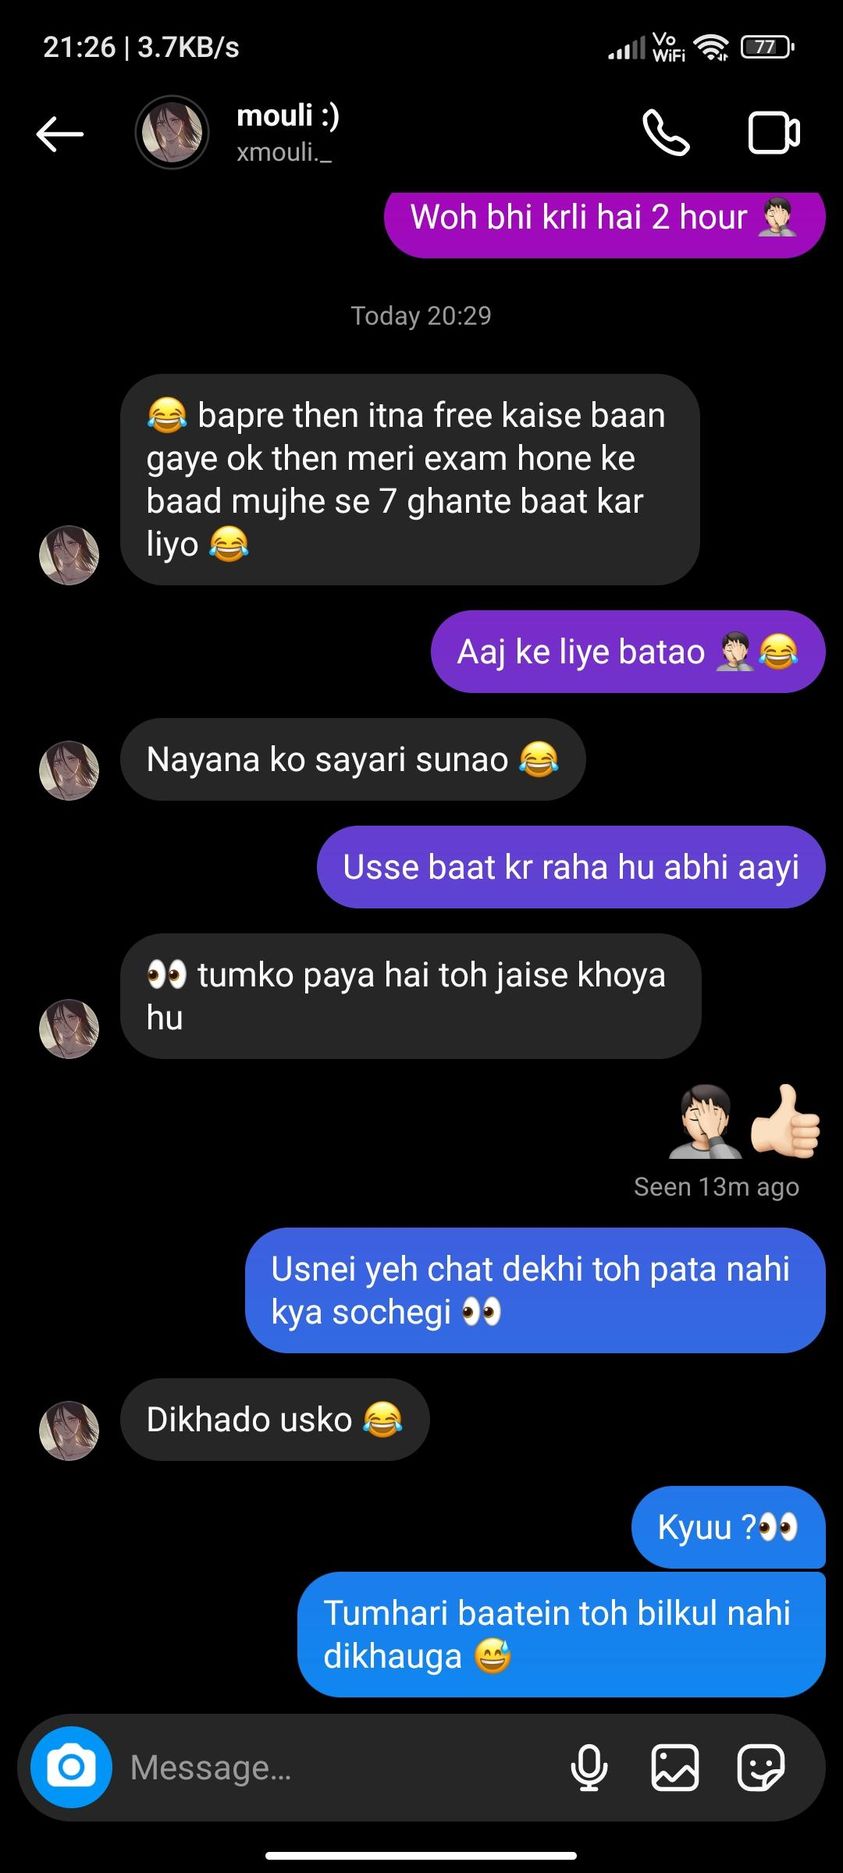 21:26 | 3.7KB/s
Vo
WiFi
77
mouli :)
xmouli._
Woh bhi krli hai 2 hour 🤦🏻‍♂️
Today 20:29
😂 bapre then itna free kaise baan
gaye ok then meri exam hone ke
baad mujhe se 7 ghante baat kar
liyo 😂
Aaj ke liye batao 🤦🏻‍♂️😂
Nayana ko sayari sunao 😂
Usse baat kr raha hu abhi aayi
👀 tumko paya hai toh jaise khoya
hu
🤦🏻‍♂️👍🏻
Seen 13m ago
Usnei yeh chat dekhi toh pata nahi
kya sochegi 👀
Dikhado usko 😂
Kyuu ?👀
Tumhari baatein toh bilkul nahi
dikhauga 😅
Message...